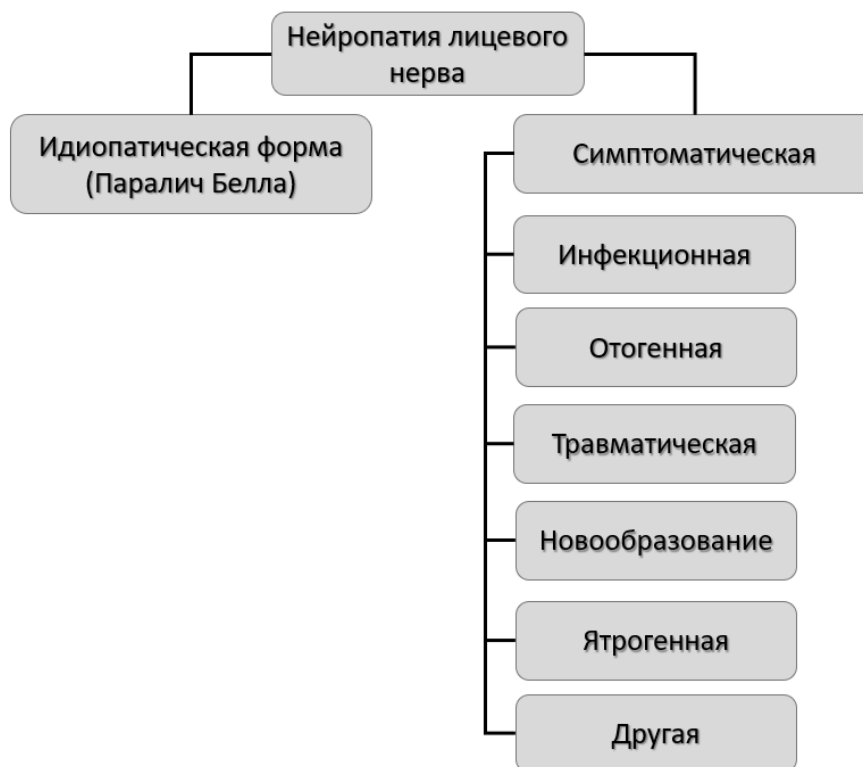 Нейропатия лицевого
нерва
Идиопатическая форма
(Паралич Белла)
Симптоматическая
Инфекционная
Отогенная
Травматическая
Новообразование
Ятрогенная
Другая